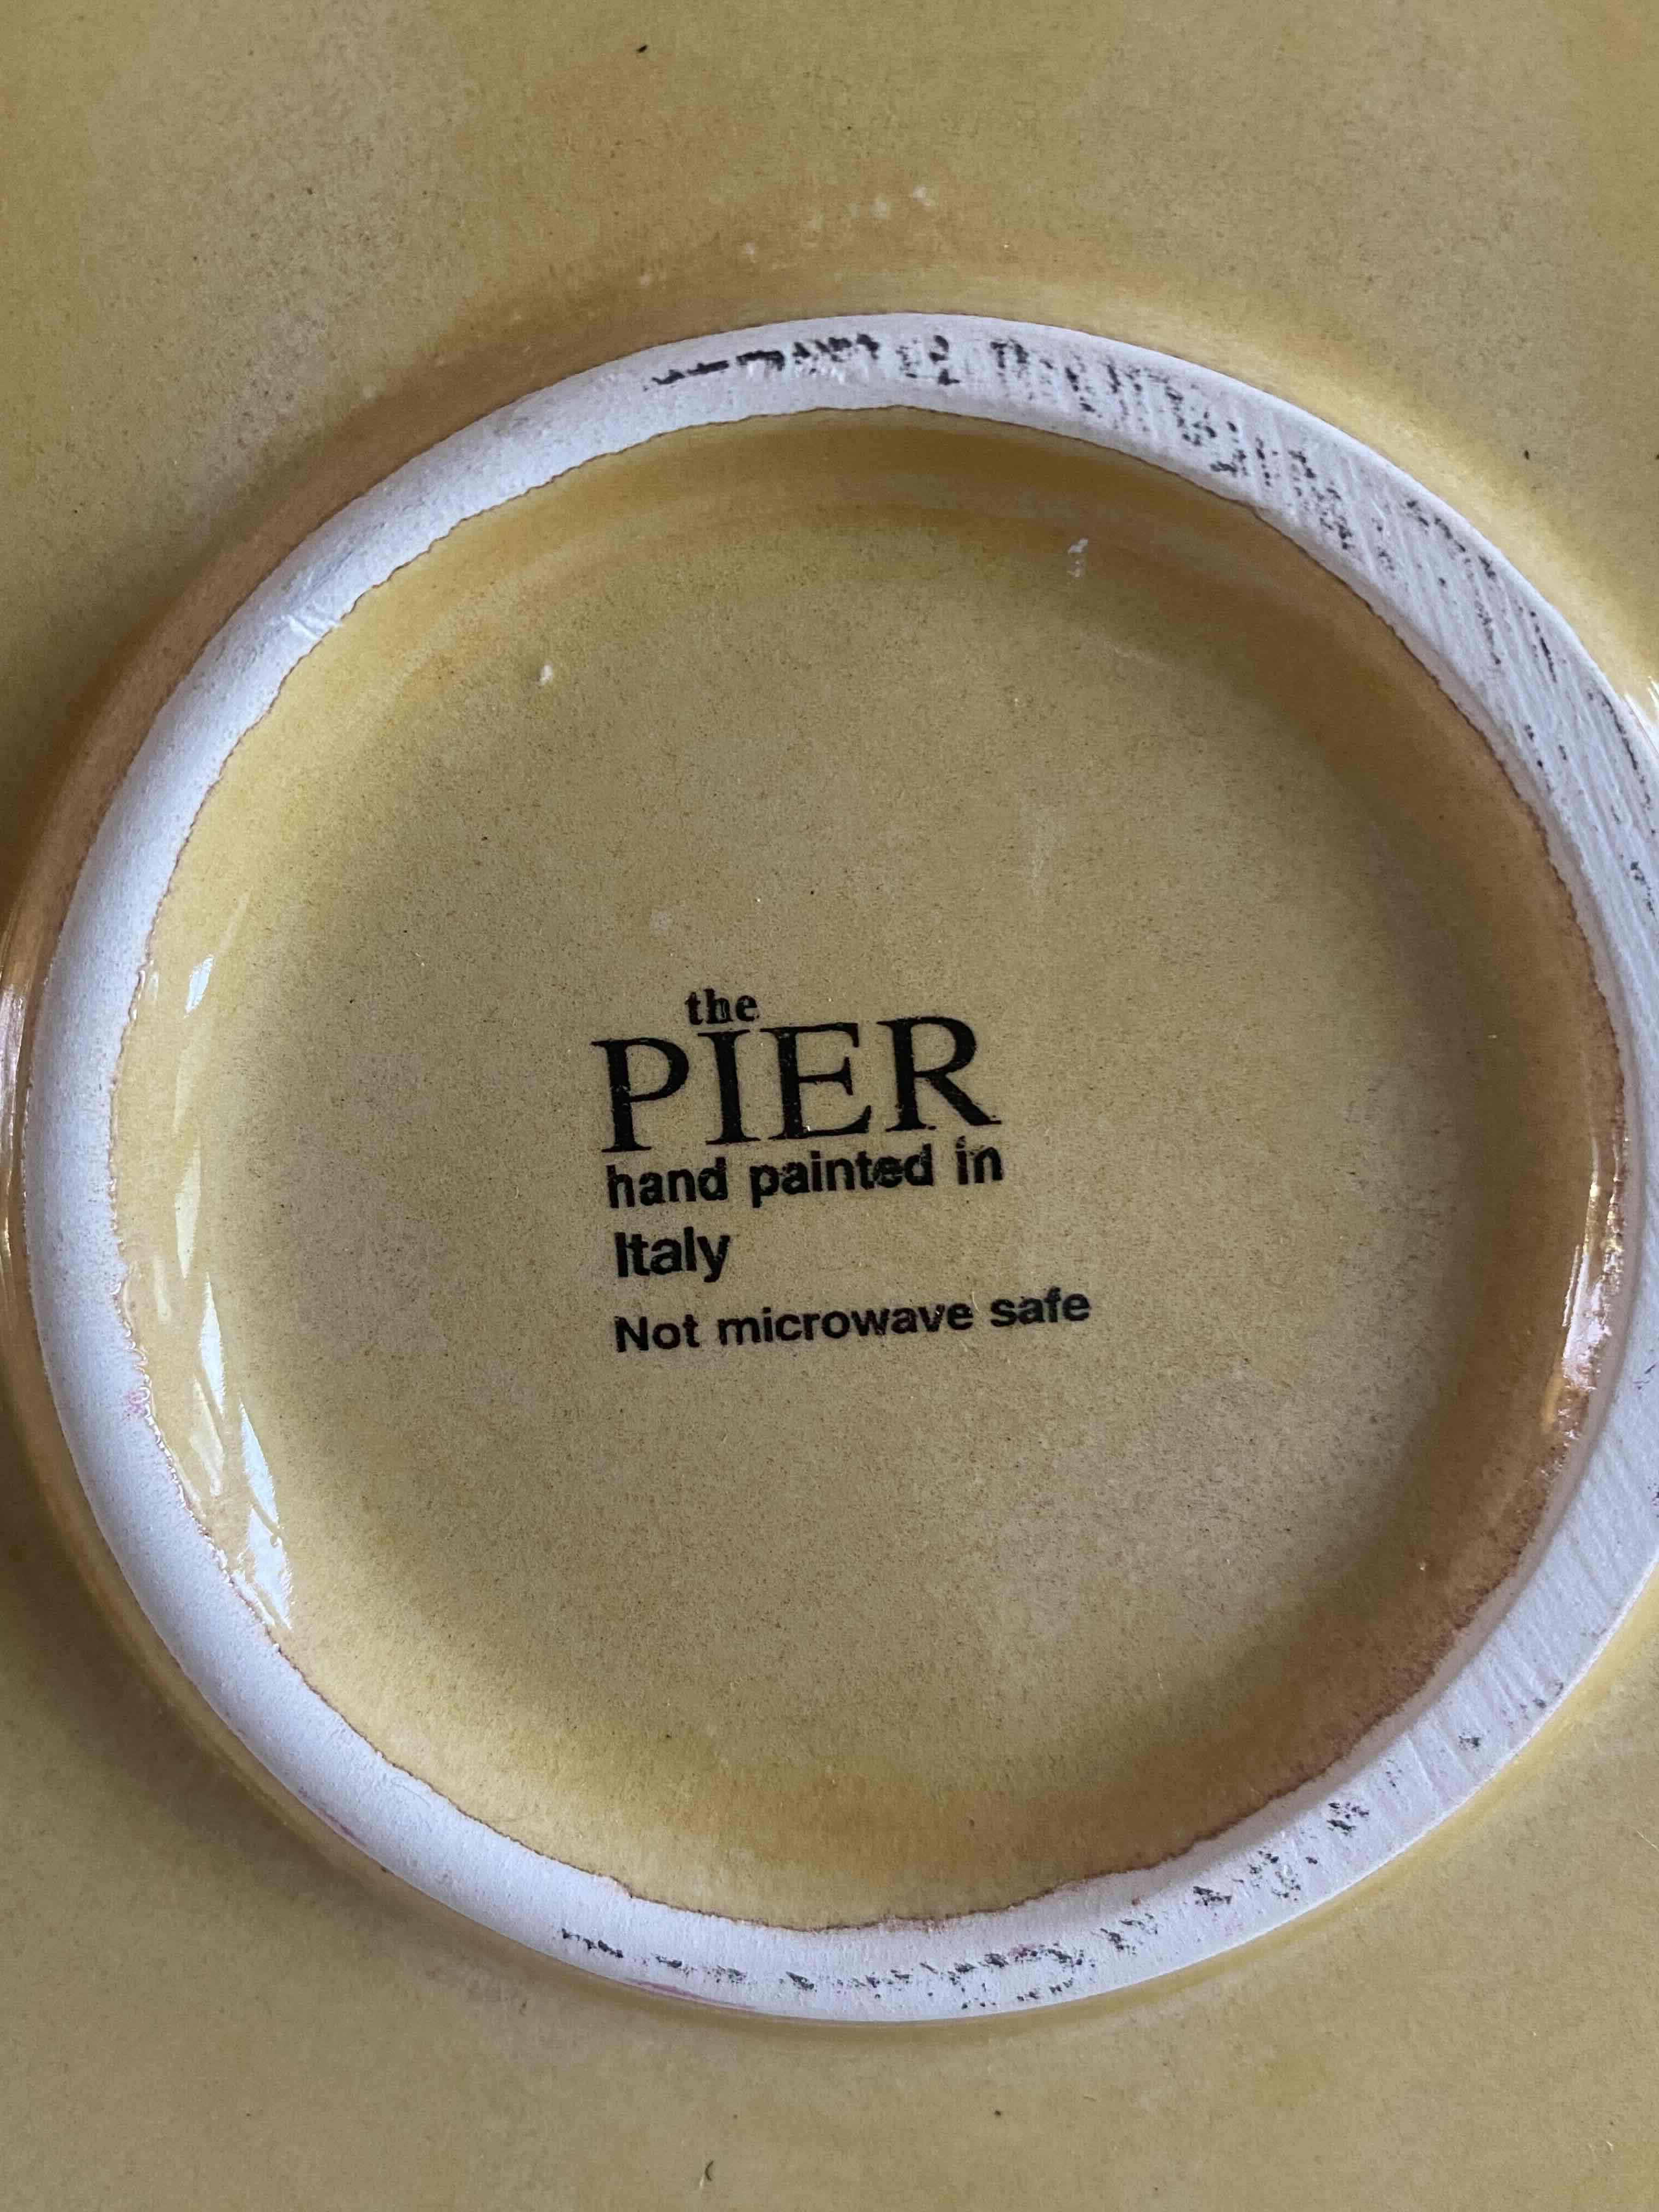 the
PIER
hand painted in
Italy
Not microwave safe